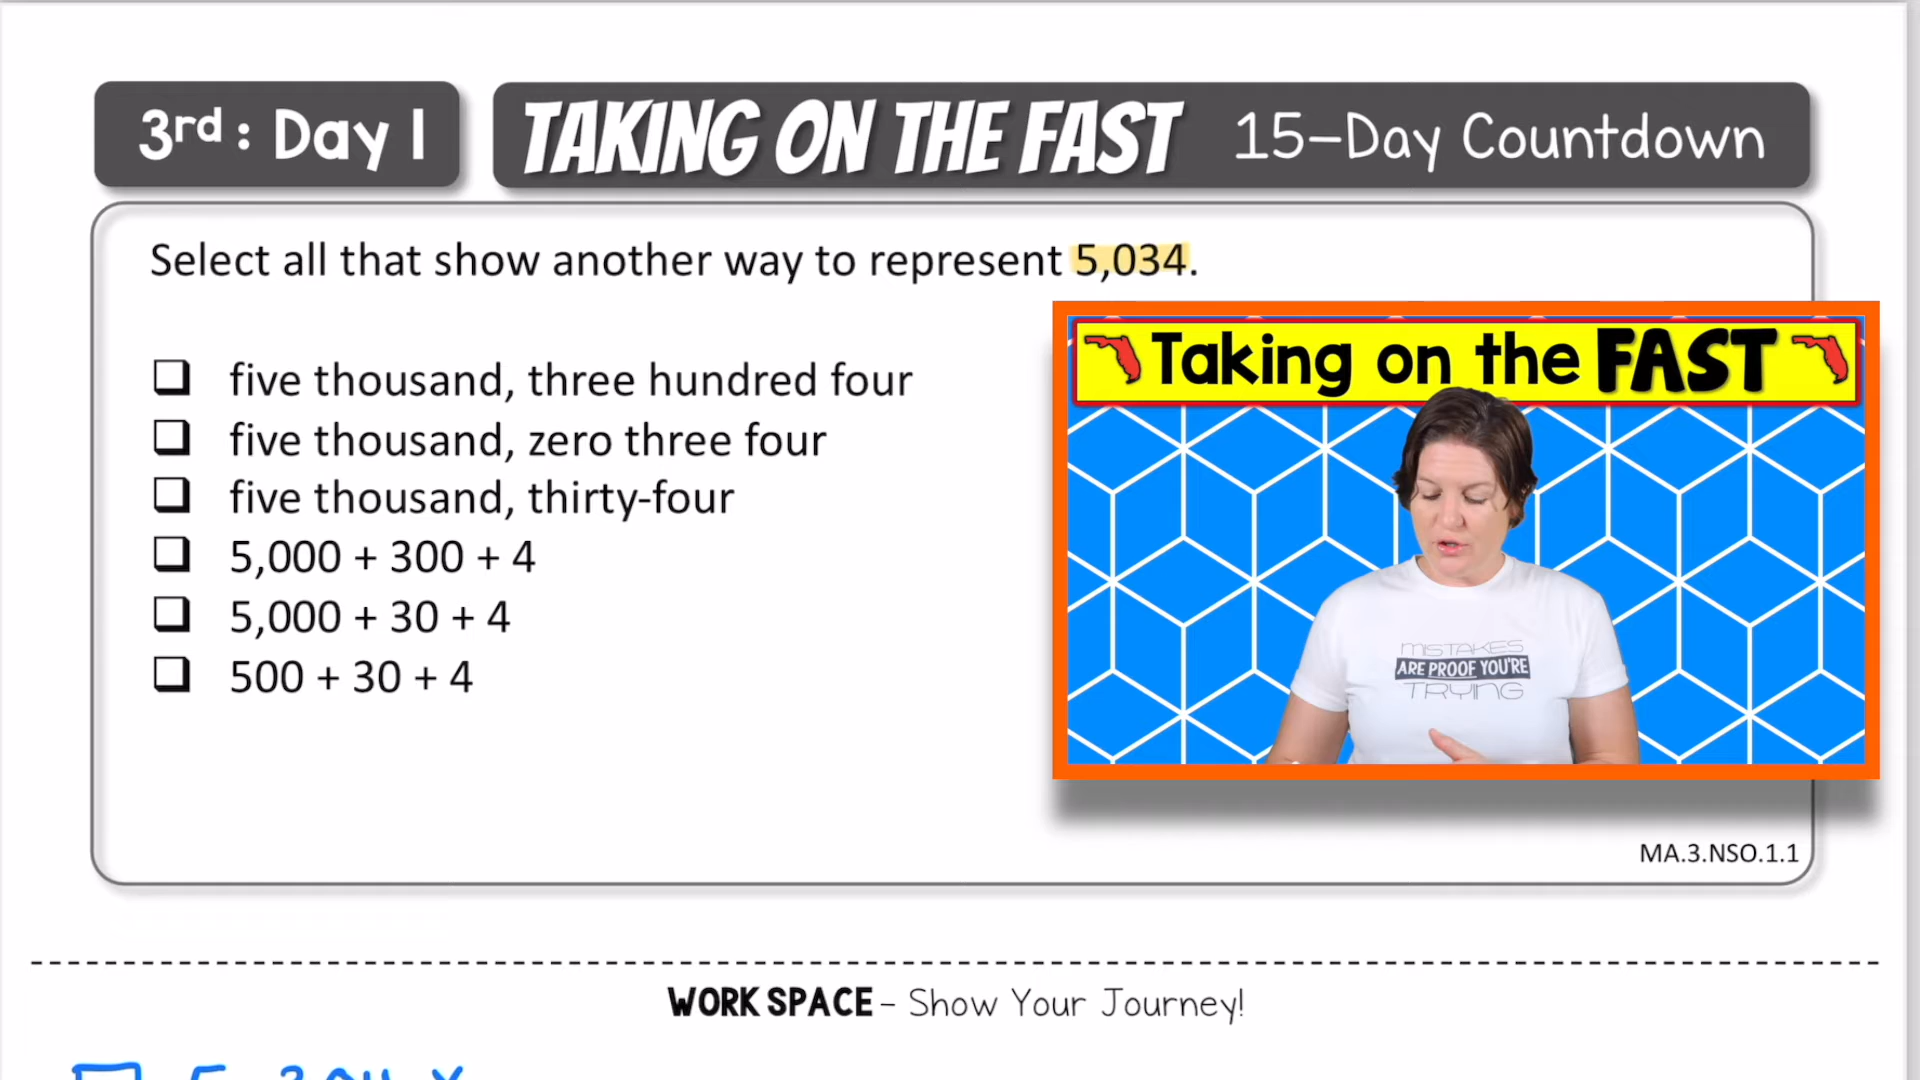 3rd: Day 1
TAKING ON THE FAST 15-Day Countdown
Select all that show another way to represent 5,034.
❑ five thousand, three hundred four
❑ five thousand, zero three four
❑ five thousand, thirty-four
❑ 5,000 + 300 + 4
❑ 5,000 + 30 + 4
❑ 500 + 30 + 4
Taking on the FAST
MISTAKES
ARE PROOF YOU'RE
TRYING
MA.3.NSO.1.1
WORK SPACE – Show Your Journey!